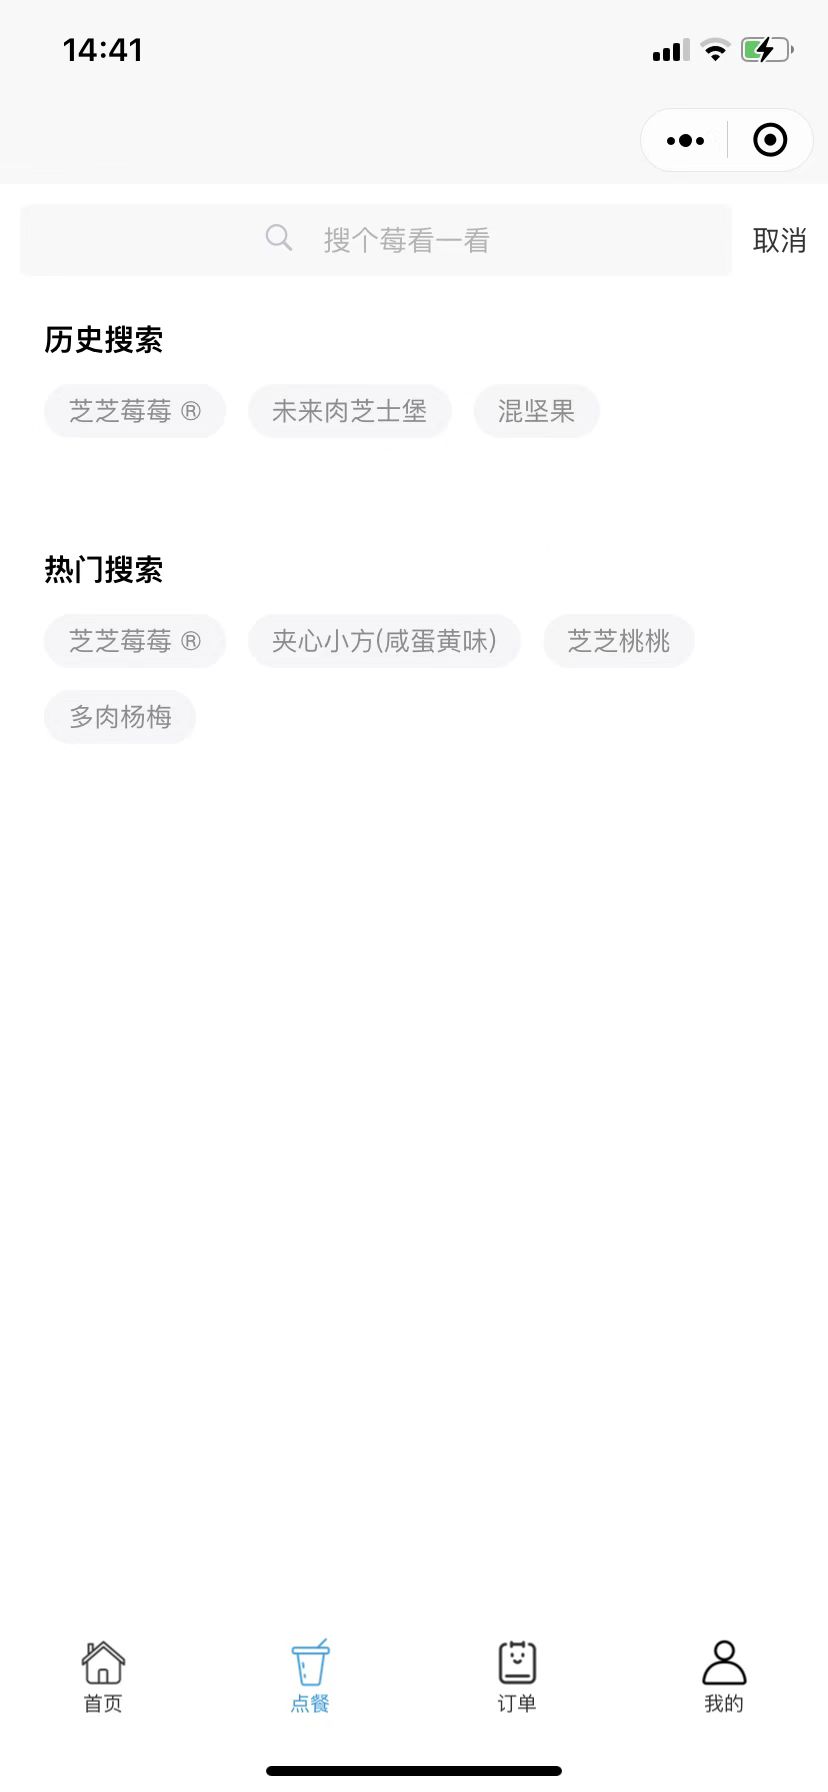 14:41
搜个莓看一看 取消
历史搜索
芝芝莓莓 ® 未来肉芝士堡 混坚果
热门搜索
芝芝莓莓 ® 夹心小方(咸蛋黄味) 芝芝桃桃
多肉杨梅
首页 点餐 订单 我的